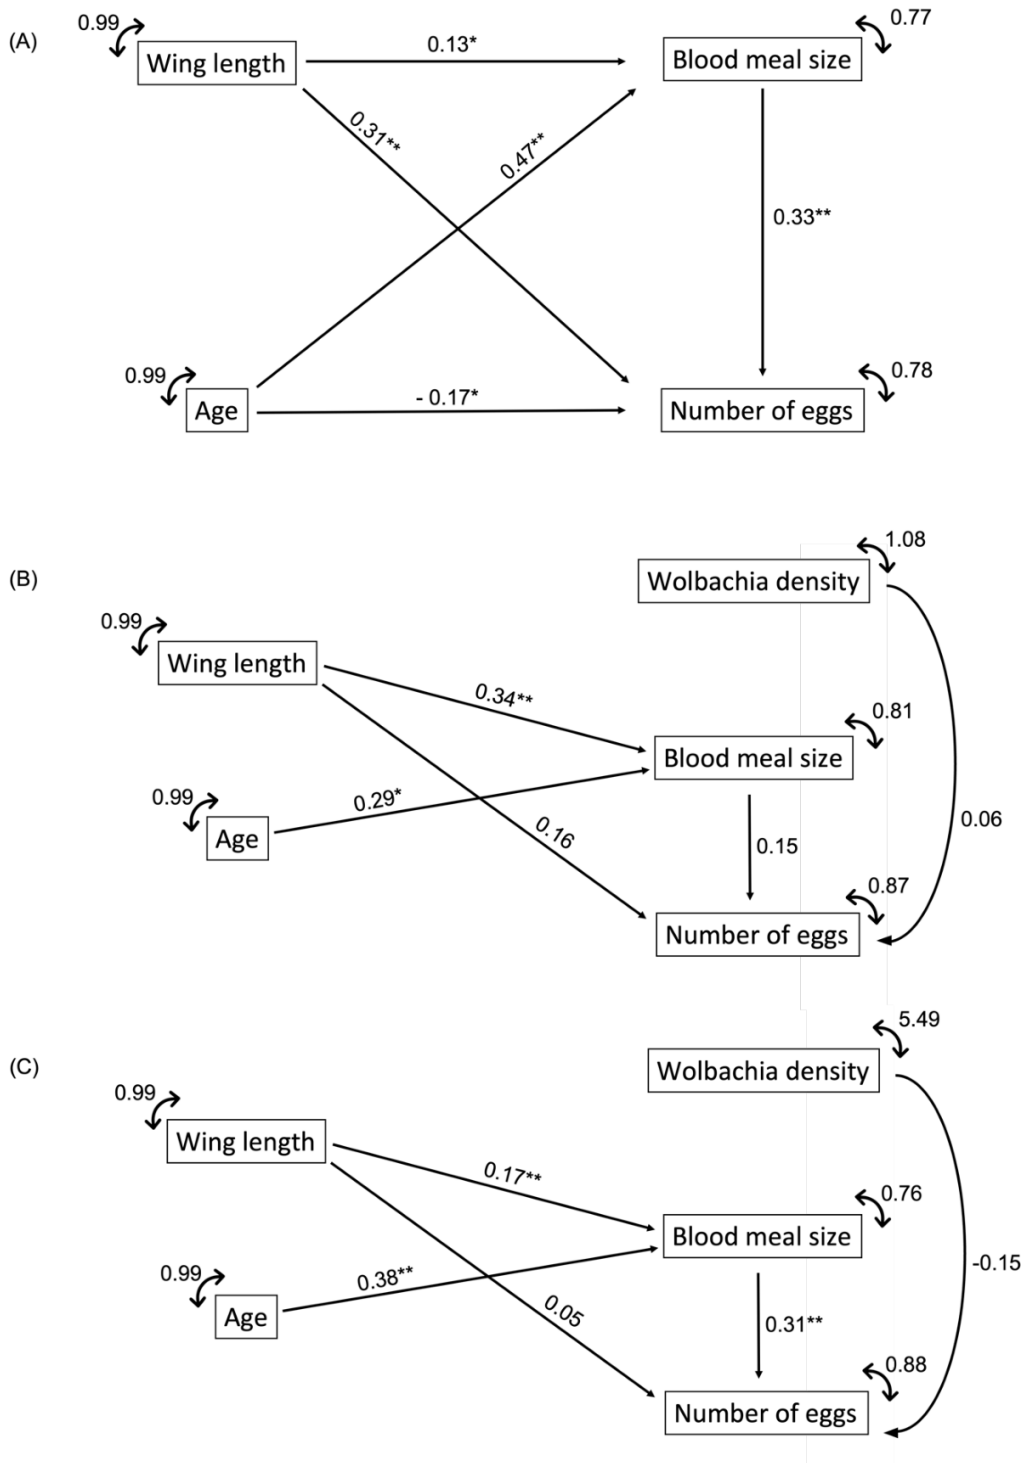 (A)
0.99
Wing length
0.13*
0.77
Blood meal size
0.31**
0.47**
0.33**
0.99
Age
- 0.17*
0.78
Number of eggs
(B)
1.08
Wolbachia density
0.99
Wing length
0.34**
0.81
Blood meal size
0.99
Age
0.29*
0.16
0.15
0.06
0.87
Number of eggs
(C)
5.49
Wolbachia density
0.99
Wing length
0.17**
0.76
Blood meal size
-0.15
0.99
Age
0.38**
0.05
0.31**
0.88
Number of eggs